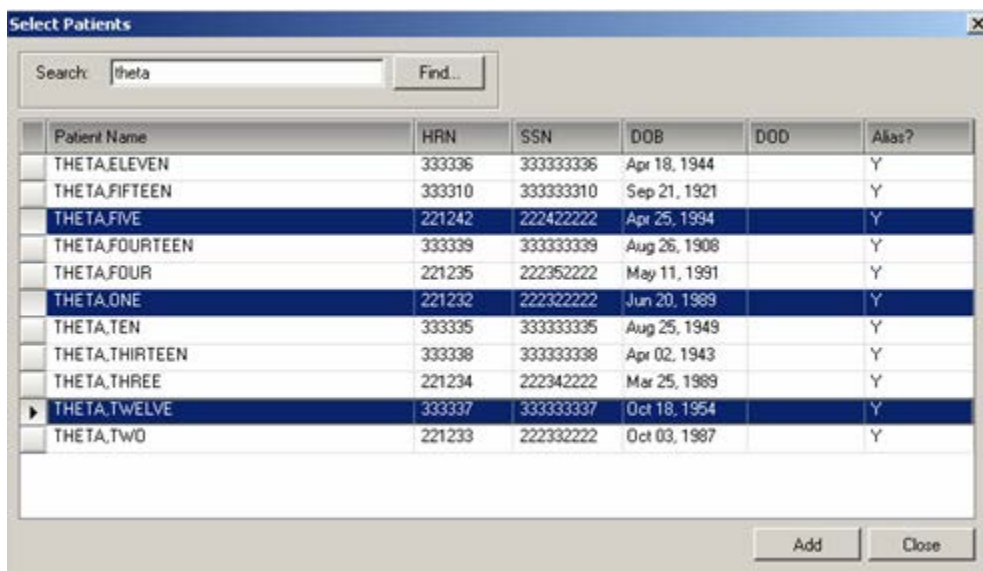 Select Patients
Search: theta Find...
Patient Name HRN SSN DOB DOD Alias?
THETA,ELEVEN 333336 333333336 Apr 18, 1944 Y
THETA,FIFTEEN 333310 333333310 Sep 21, 1921 Y
THETA,FIVE 221242 222422222 Apr 25, 1994 Y
THETA,FOURTEEN 333339 333333339 Aug 26, 1908 Y
THETA,FOUR 221235 222352222 May 11, 1991 Y
THETA,ONE 221232 222322222 Jun 20, 1989 Y
THETA,TEN 333335 333333335 Aug 25, 1949 Y
THETA,THIRTEEN 333338 333333338 Apr 02, 1943 Y
THETA,THREE 221234 222342222 Mar 25, 1989 Y
THETA,TWELVE 333337 333333337 Oct 18, 1954 Y
THETA,TWO 221233 222332222 Oct 03, 1987 Y
Add Close